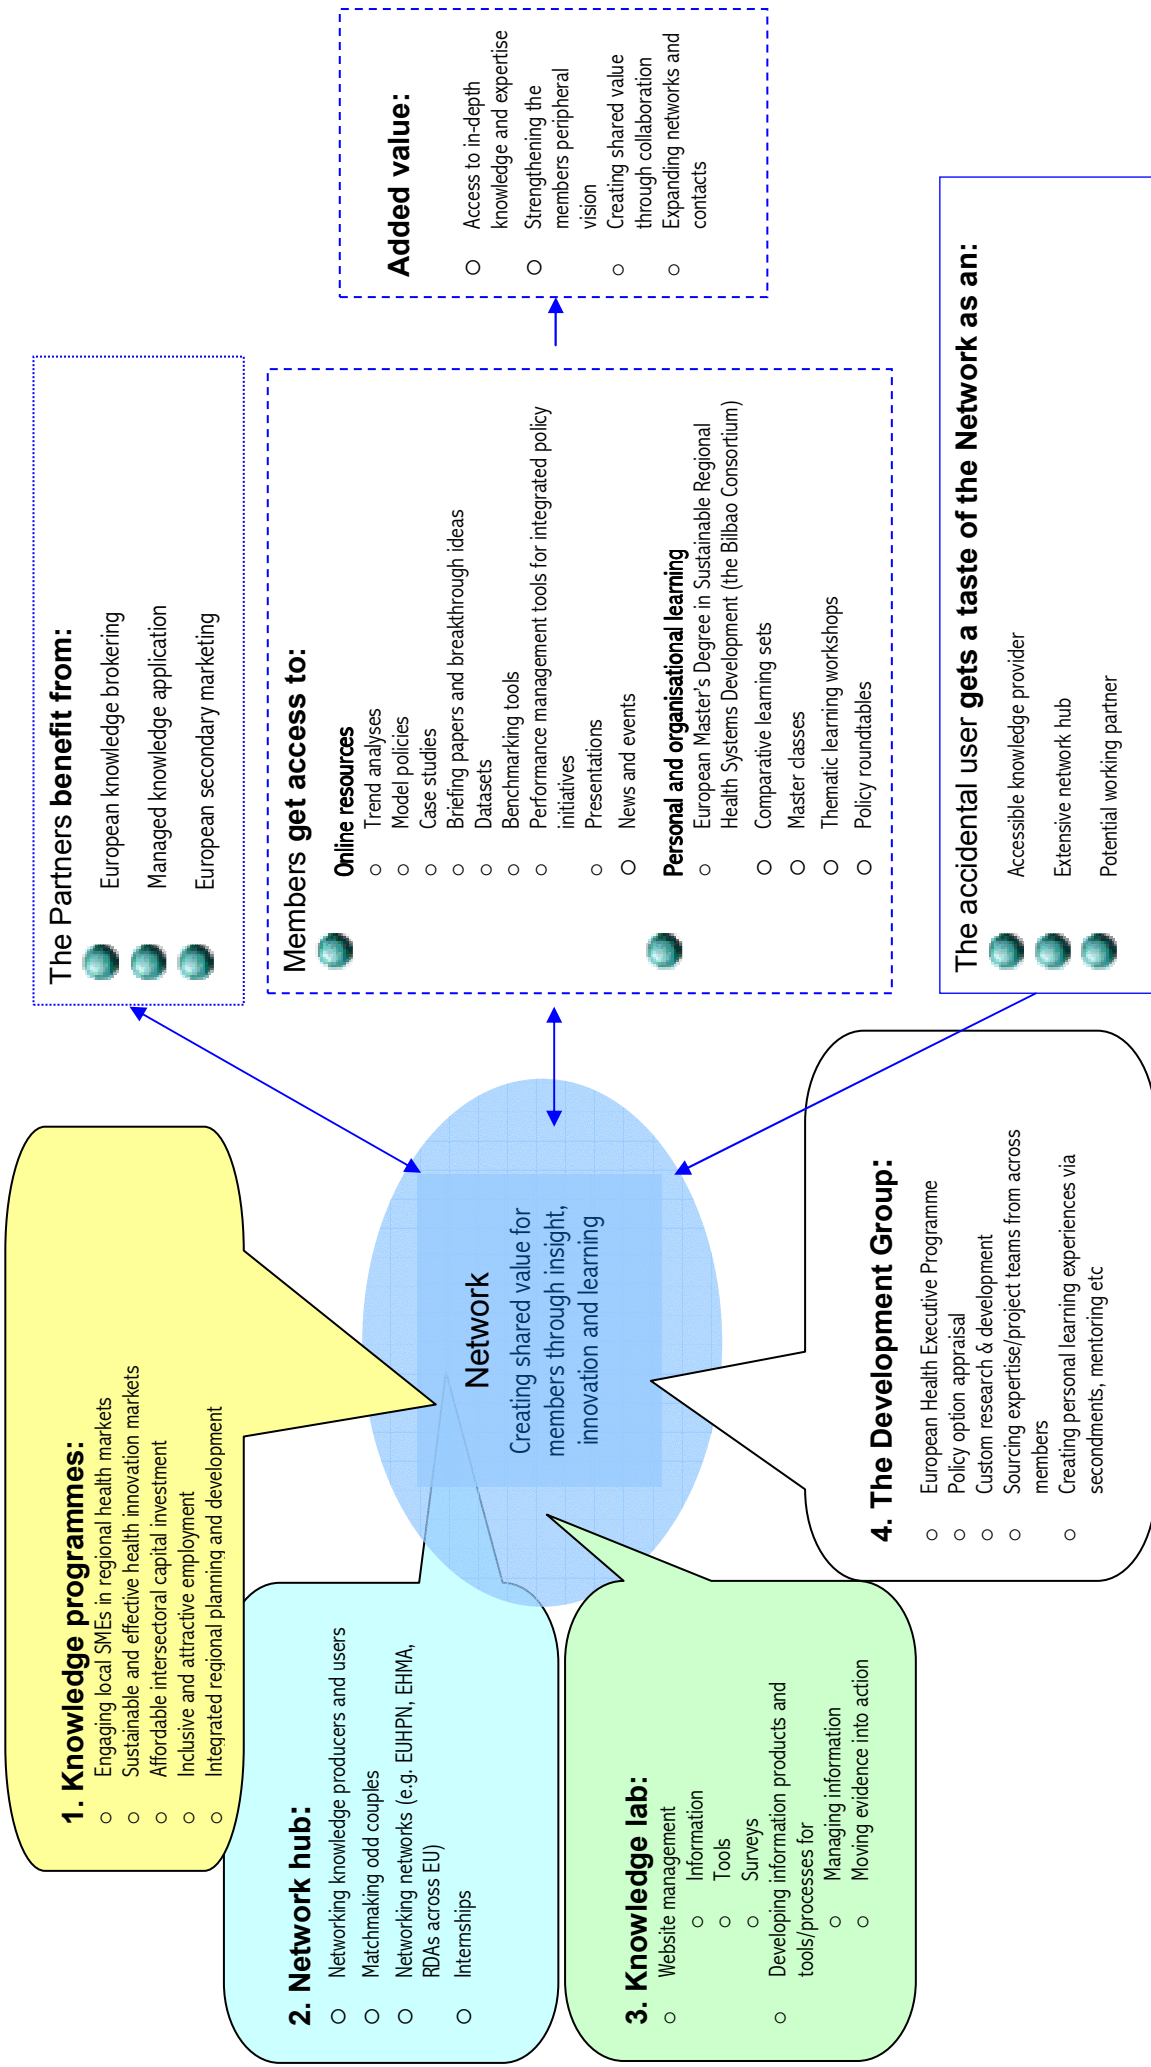 1. Knowledge programmes:
○ Engaging local SMEs in regional health markets
○ Sustainable and effective health innovation markets
○ Affordable intersectoral capital investment
○ Inclusive and attractive employment
○ Integrated regional planning and development
2. Network hub:
○ Networking knowledge producers and users
○ Matchmaking odd couples
○ Networking networks (e.g. EUHPN, EHMA,
RDAs across EU)
○ Internships
3. Knowledge lab:
○ Website management
○ Information
○ Tools
○ Surveys
○ Developing information products and
tools/processes for
○ Managing information
○ Moving evidence into action
4. The Development Group:
○ European Health Executive Programme
○ Policy option appraisal
○ Custom research & development
○ Sourcing expertise/project teams from across
members
○ Creating personal learning experiences via
secondments, mentoring etc
Network
Creating shared value for
members through insight,
innovation and learning
The Partners benefit from:
European knowledge brokering
Managed knowledge application
European secondary marketing
Members get access to:
Online resources
○ Trend analyses
○ Model policies
○ Case studies
○ Briefing papers and breakthrough ideas
○ Datasets
○ Benchmarking tools
○ Performance management tools for integrated policy
initiatives
○ Presentations
○ News and events
Personal and organisational learning
○ European Master's Degree in Sustainable Regional
Health Systems Development (the Bilbao Consortium)
○ Comparative learning sets
○ Master classes
○ Thematic learning workshops
○ Policy roundtables
The accidental user gets a taste of the Network as an:
Accessible knowledge provider
Extensive network hub
Potential working partner
Added value:
○ Access to in-depth
knowledge and expertise
○ Strengthening the
members peripheral
vision
○ Creating shared value
through collaboration
○ Expanding networks and
contacts